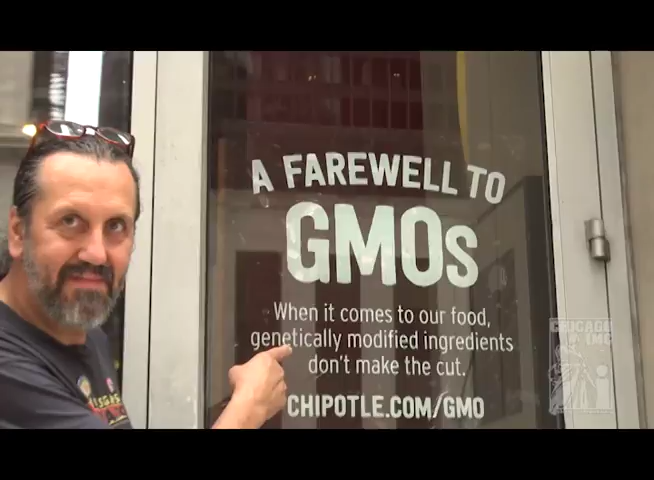 A FAREWELL TO
GMOs
When it comes to our food,
genetically modified ingredients
don't make the cut.
CHIPOTLE.COM/GMO
CHICAGO
IMC